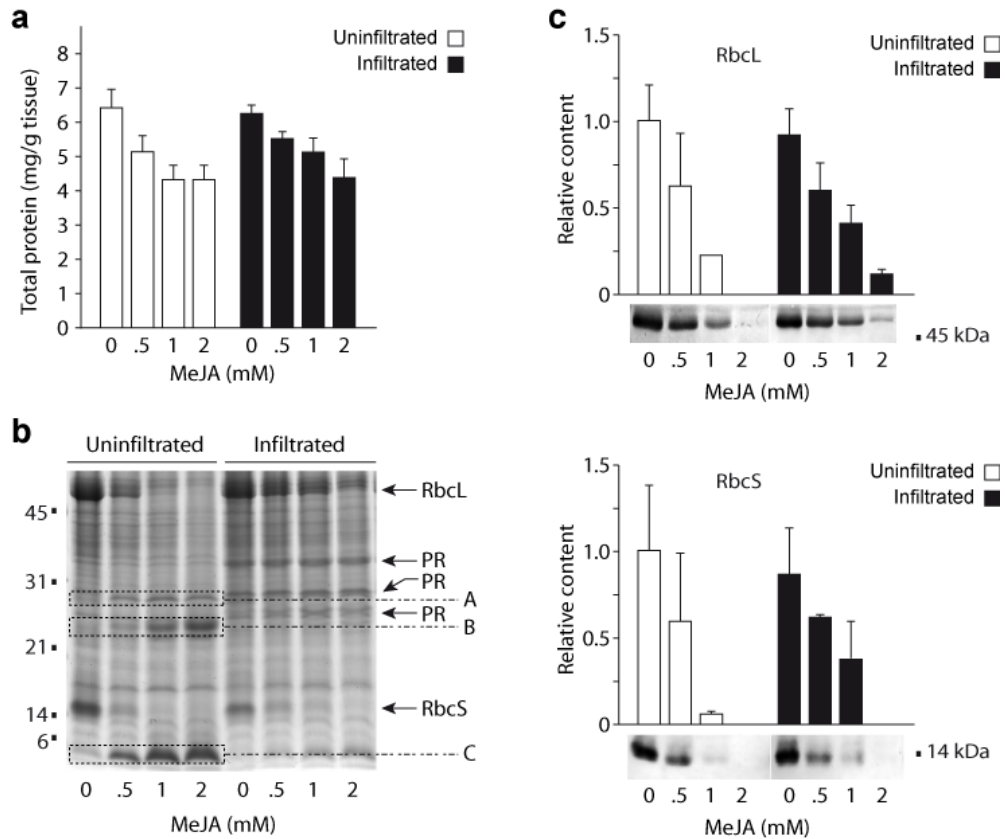 a
Uninfiltrated
Infiltrated
Total protein (mg/g tissue)
8
7
6
5
4
3
2
1
0
0 .5 1 2 0 .5 1 2
MeJA (mM)
b
Uninfiltrated Infiltrated
45
31
21
14
6
RbcL
PR
PR
A
PR
B
RbcS
C
0 .5 1 2 0 .5 1 2
MeJA (mM)
c
RbcL
Uninfiltrated
Infiltrated
Relative content
1.5
1.0
0.5
0
45 kDa
0 .5 1 2 0 .5 1 2
MeJA (mM)
RbcS
Uninfiltrated
Infiltrated
Relative content
1.5
1.0
0.5
0
14 kDa
0 .5 1 2 0 .5 1 2
MeJA (mM)